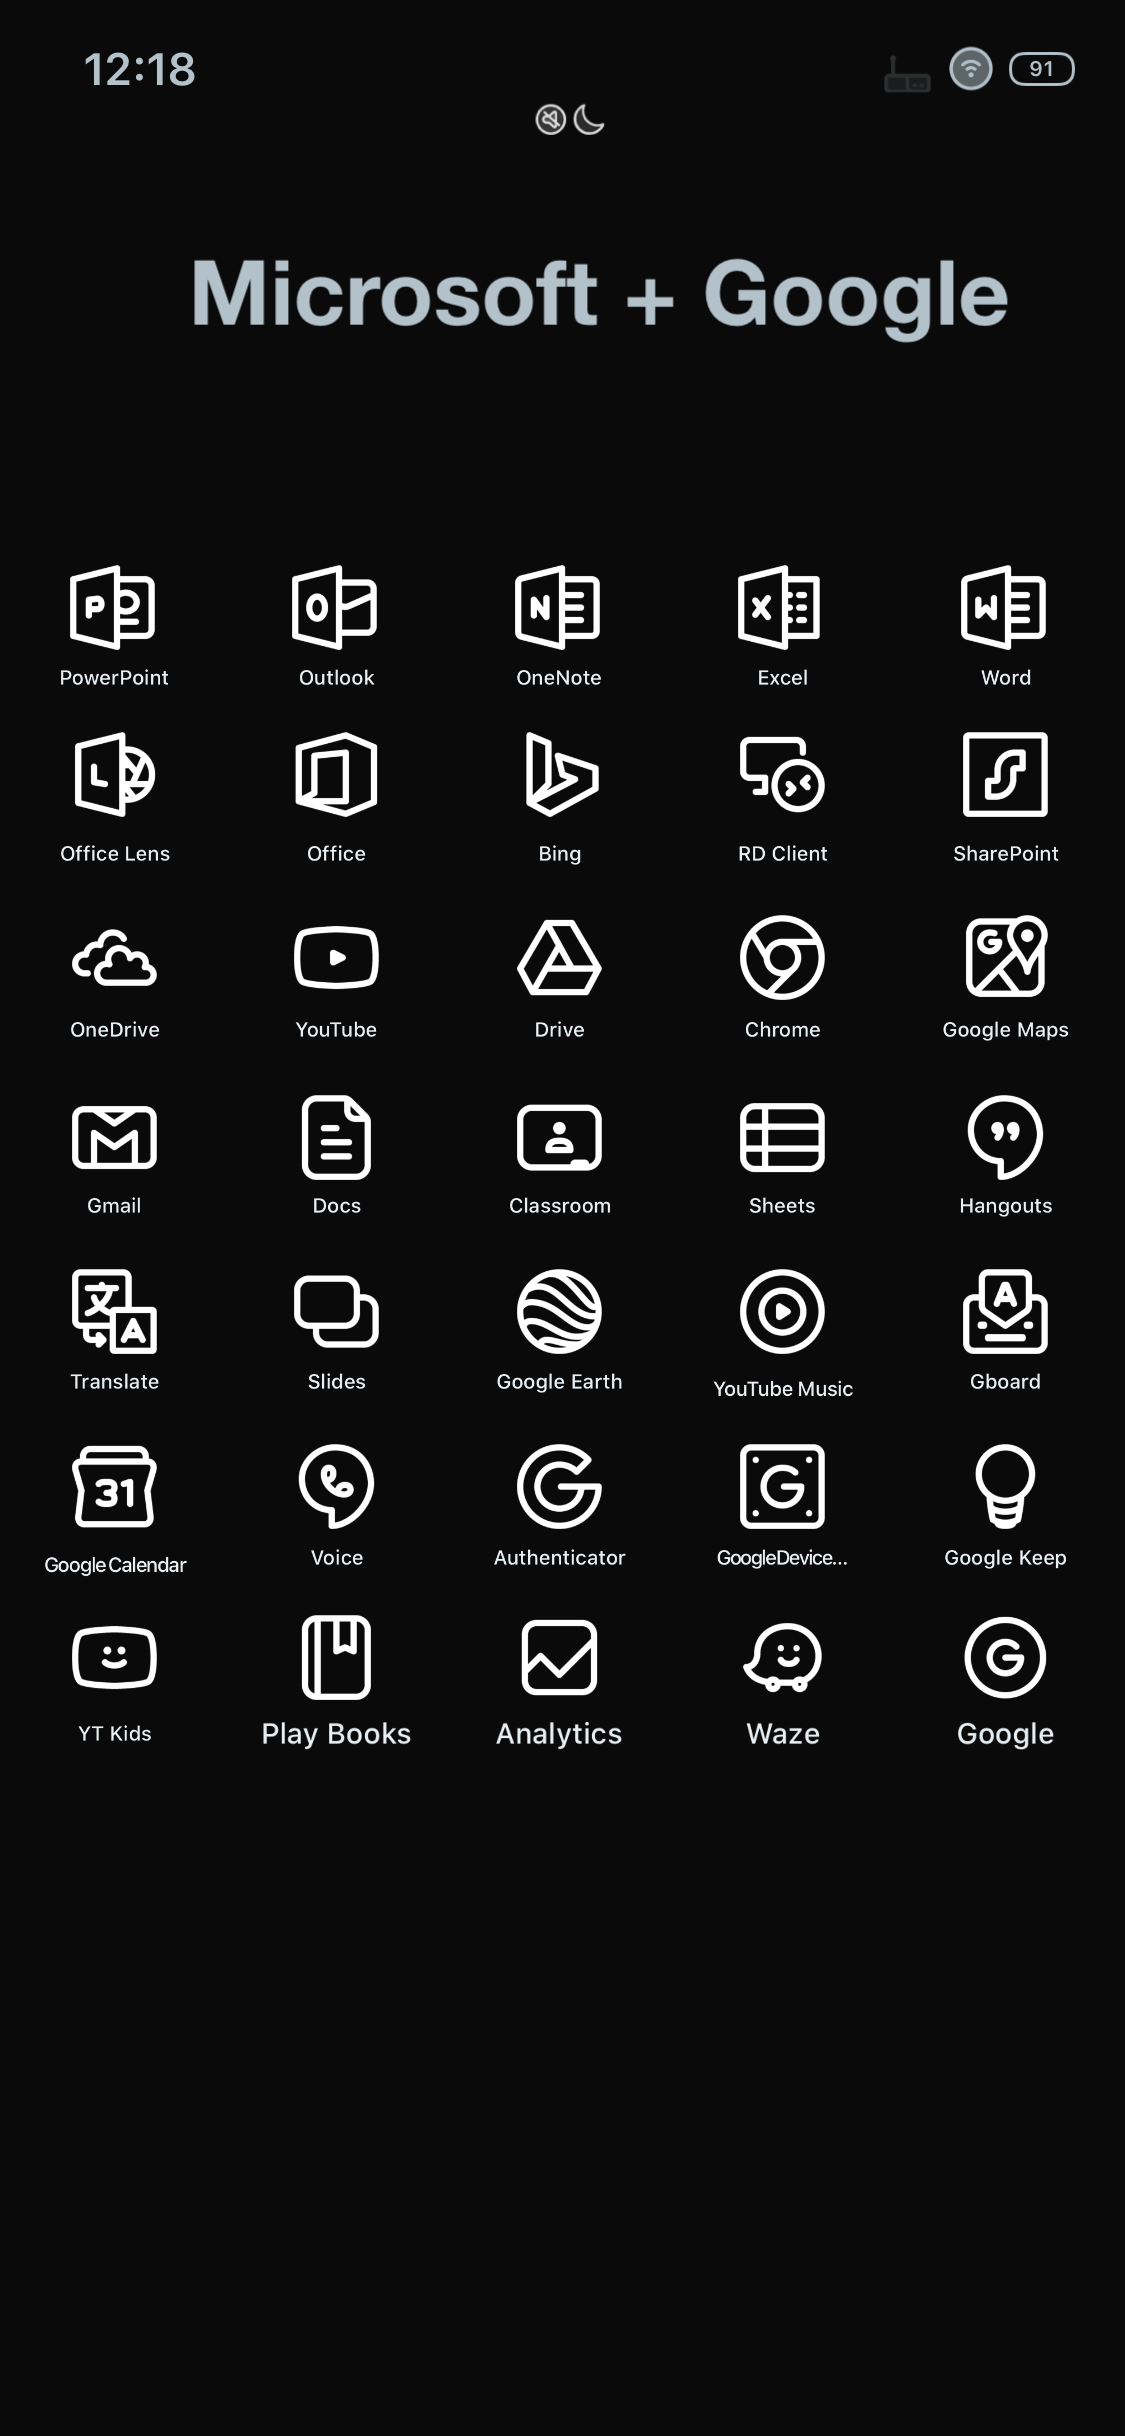 12:18
91
Microsoft + Google
PowerPoint Outlook OneNote Excel Word
Office Lens Office Bing RD Client SharePoint
OneDrive YouTube Drive Chrome Google Maps
Gmail Docs Classroom Sheets Hangouts
Translate Slides Google Earth YouTube Music Gboard
31
Google Calendar Voice Authenticator GoogleDevice... Google Keep
YT Kids Play Books Analytics Waze Google